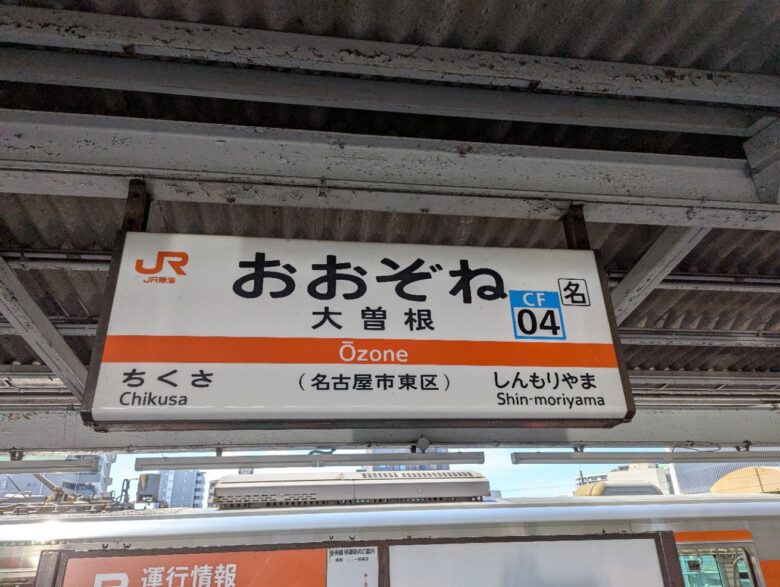 JR
JR東海
おおぞね
名
大曽根
CF
04
Ōzone
ちくさ
Chikusa
(名古屋市東区)
しんもりやま
Shin-moriyama
運行情報